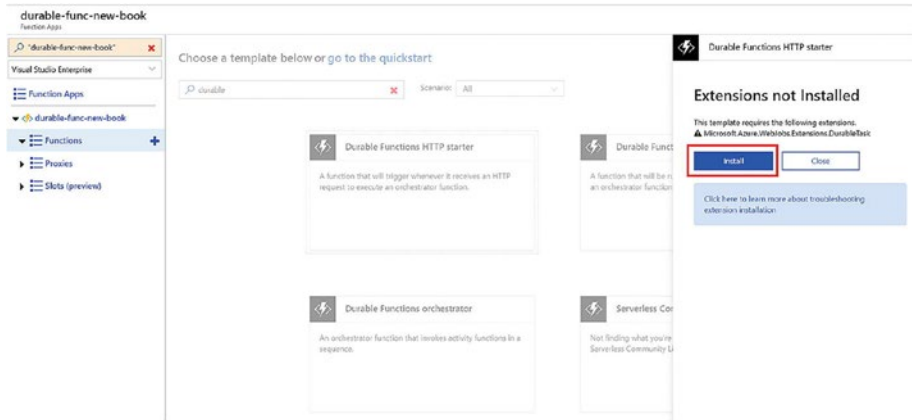 durable-func-new-book
Function Apps
"durable-func-new-book"
Visual Studio Enterprise
Function Apps
durable-func-new-book
Functions
Proxies
Slots (preview)
Choose a template below or go to the quickstart
durable
Scenario: All
Durable Functions HTTP starter
A function that will trigger whenever it receives an HTTP
request to execute an orchestrator function.
Durable Funct
A function that will be ru
an orchestrator function
Durable Functions orchestrator
An orchestrator function that invokes activity functions in a
sequence.
Serverless Cor
Not finding what you're
Serverless Community Li
Durable Functions HTTP starter
Extensions not Installed
This template requires the following extensions.
Microsoft.Azure.WebJobs.Extensions.DurableTask
Install
Close
Click here to learn more about troubleshooting
extension installation